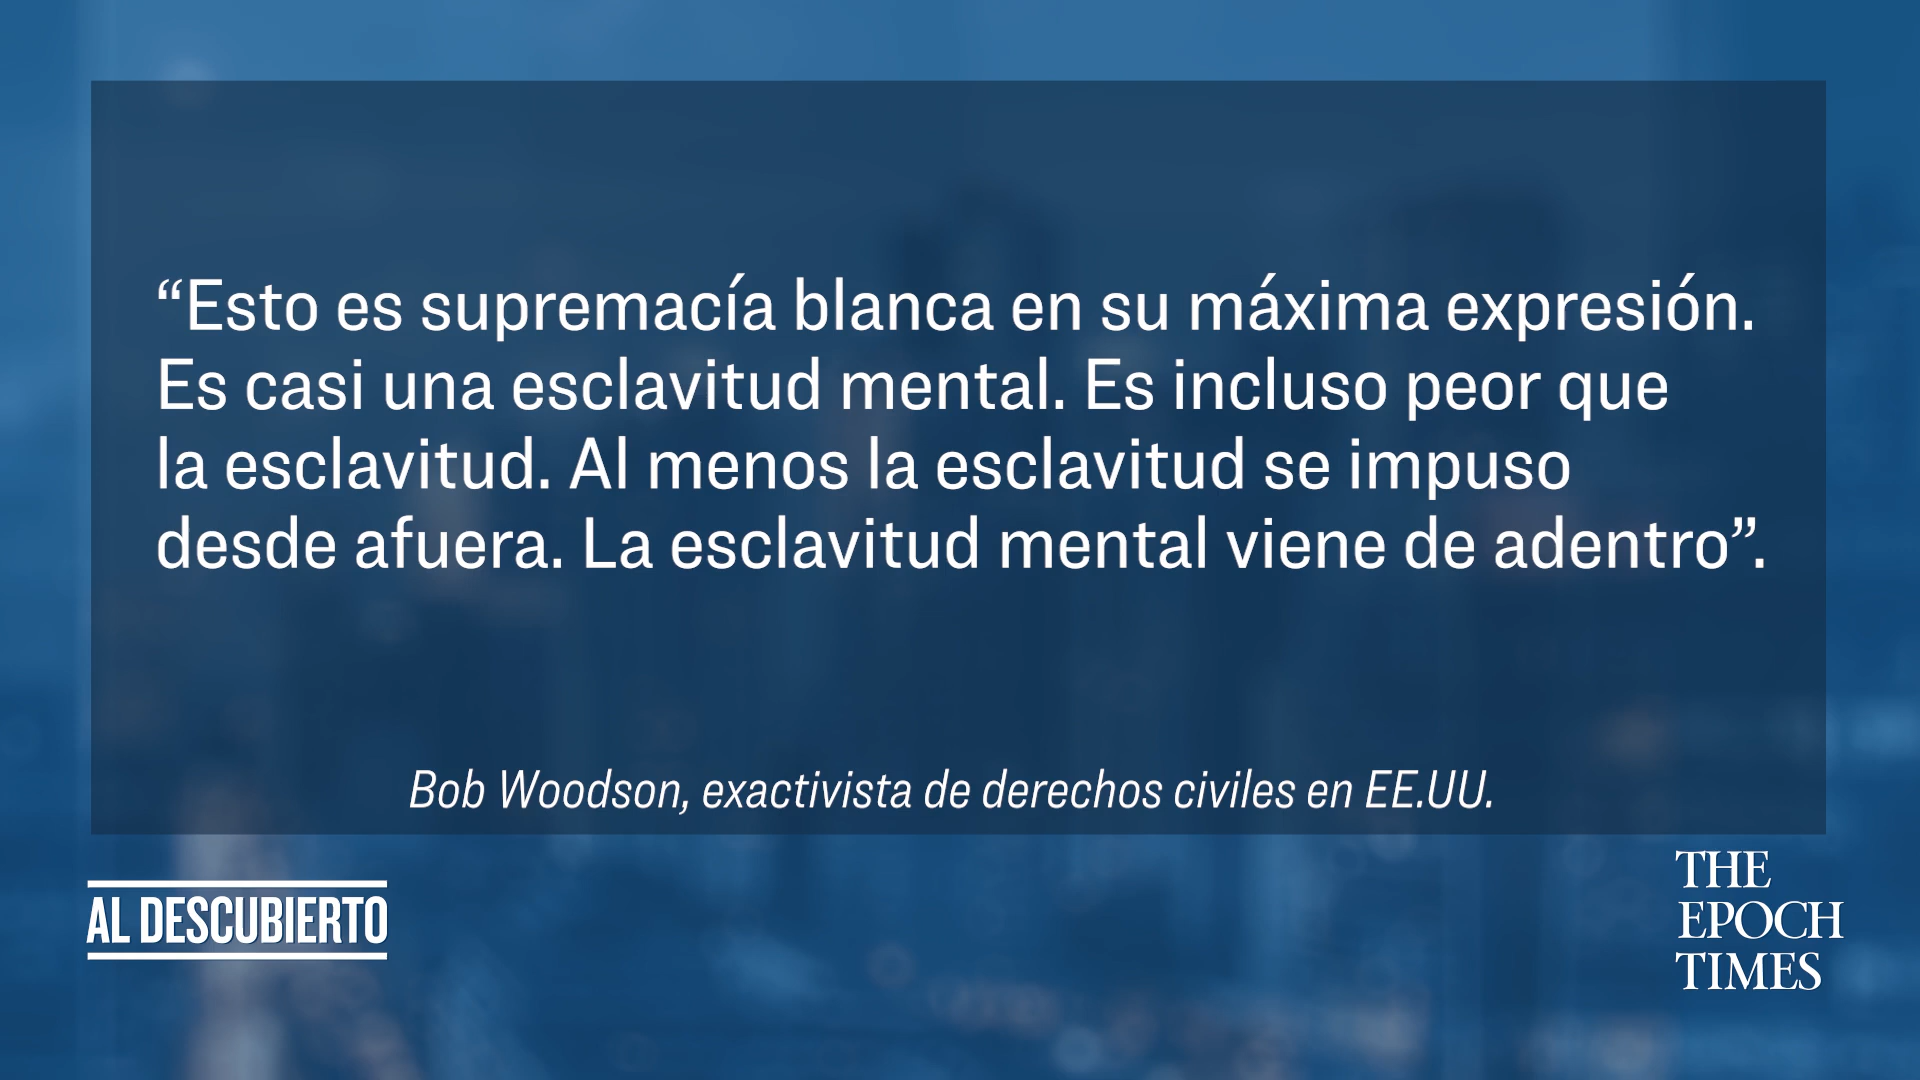 “Esto es supremacía blanca en su máxima expresión.
Es casi una esclavitud mental. Es incluso peor que
la esclavitud. Al menos la esclavitud se impuso
desde afuera. La esclavitud mental viene de adentro”.
Bob Woodson, exactivista de derechos civiles en EE.UU.
AL DESCUBIERTO
THE
EPOCH
TIMES